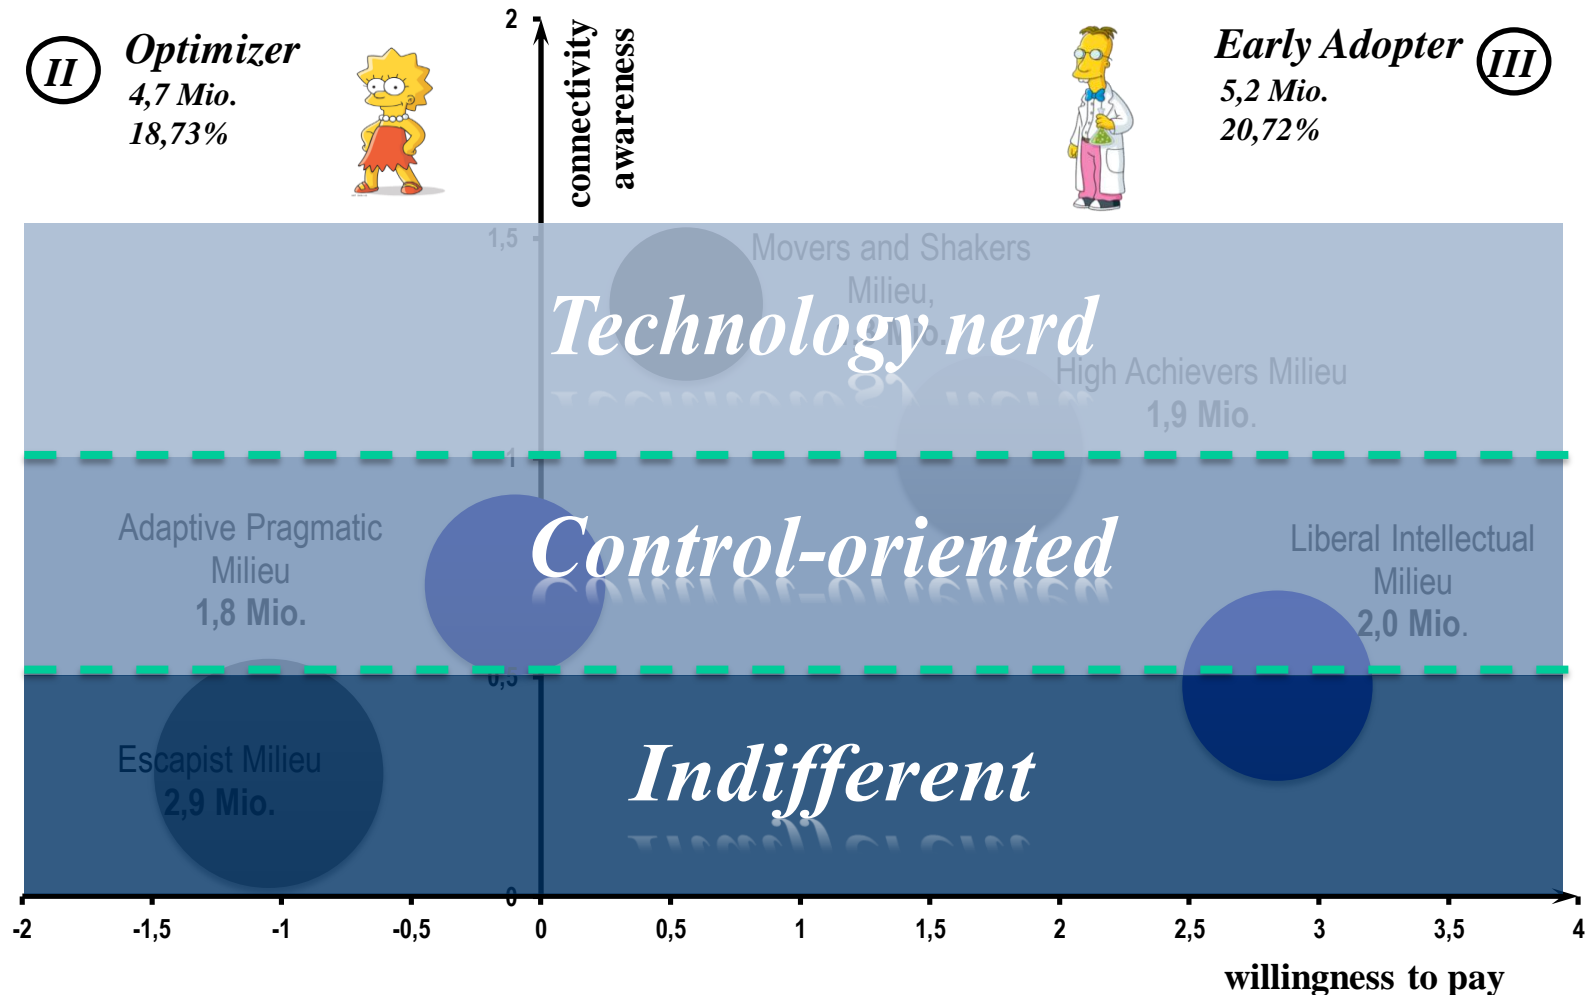 II
Optimizer
4,7 Mio.
18,73%
connectivity
awareness
Early Adopter
III
5,2 Mio.
20,72%
2
1,5
Movers and Shakers
Milieu,
Mio.
Technology nerd
High Achievers Milieu
1,9 Mio.
1
Adaptive Pragmatic
Milieu
1,8 Mio.
Control-oriented
Liberal Intellectual
Milieu
2,0 Mio.
0,5
Escapist Milieu
2,9 Mio.
Indifferent
0
-2 -1,5 -1 -0,5 0 0,5 1 1,5 2 2,5 3 3,5 4
willingness to pay